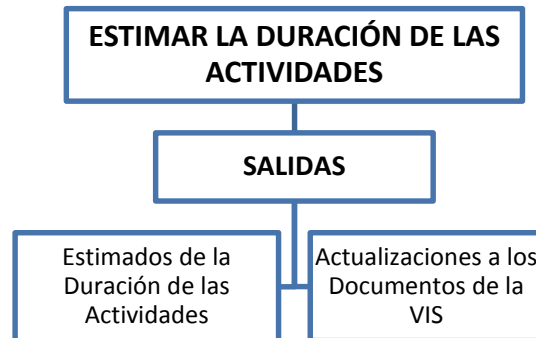 ESTIMAR LA DURACIÓN DE LAS
ACTIVIDADES
SALIDAS
Estimados de la
Duración de las
Actividades
Actualizaciones a los
Documentos de la
VIS